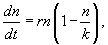 dn/dt = rn(1 − n/k),